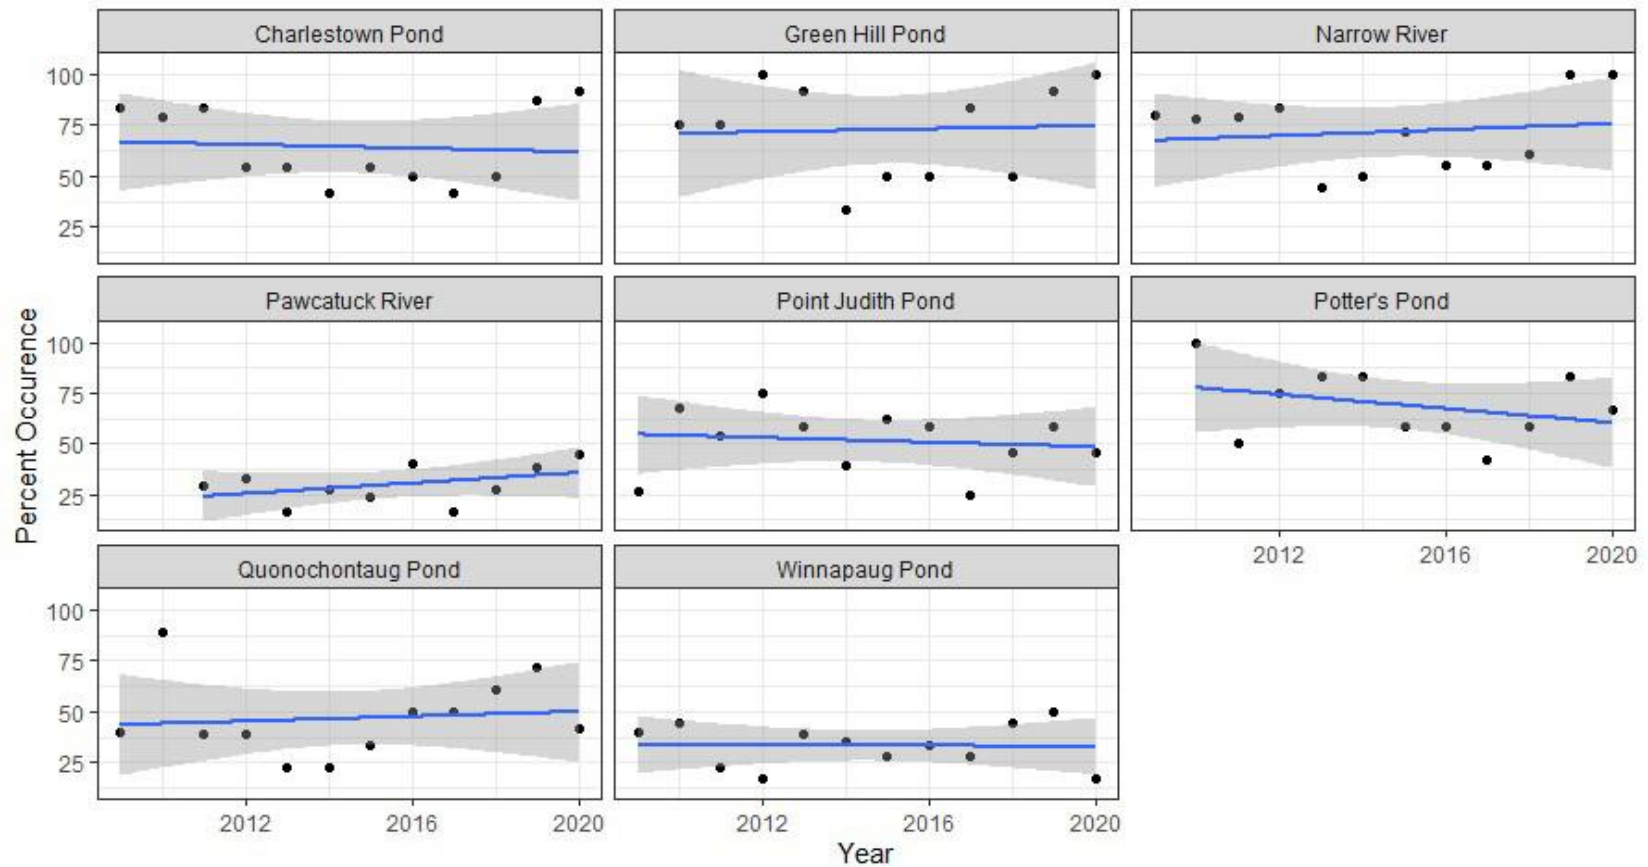 Charlestown Pond
Green Hill Pond
Narrow River
100
75
50
25
Pawcatuck River
Point Judith Pond
Potter's Pond
100
75
50
25
2012
2016
2020
Quonochontaug Pond
Winnapaug Pond
100
75
50
25
2012
2016
2020
2012
2016
2020
Year
Percent Occurence